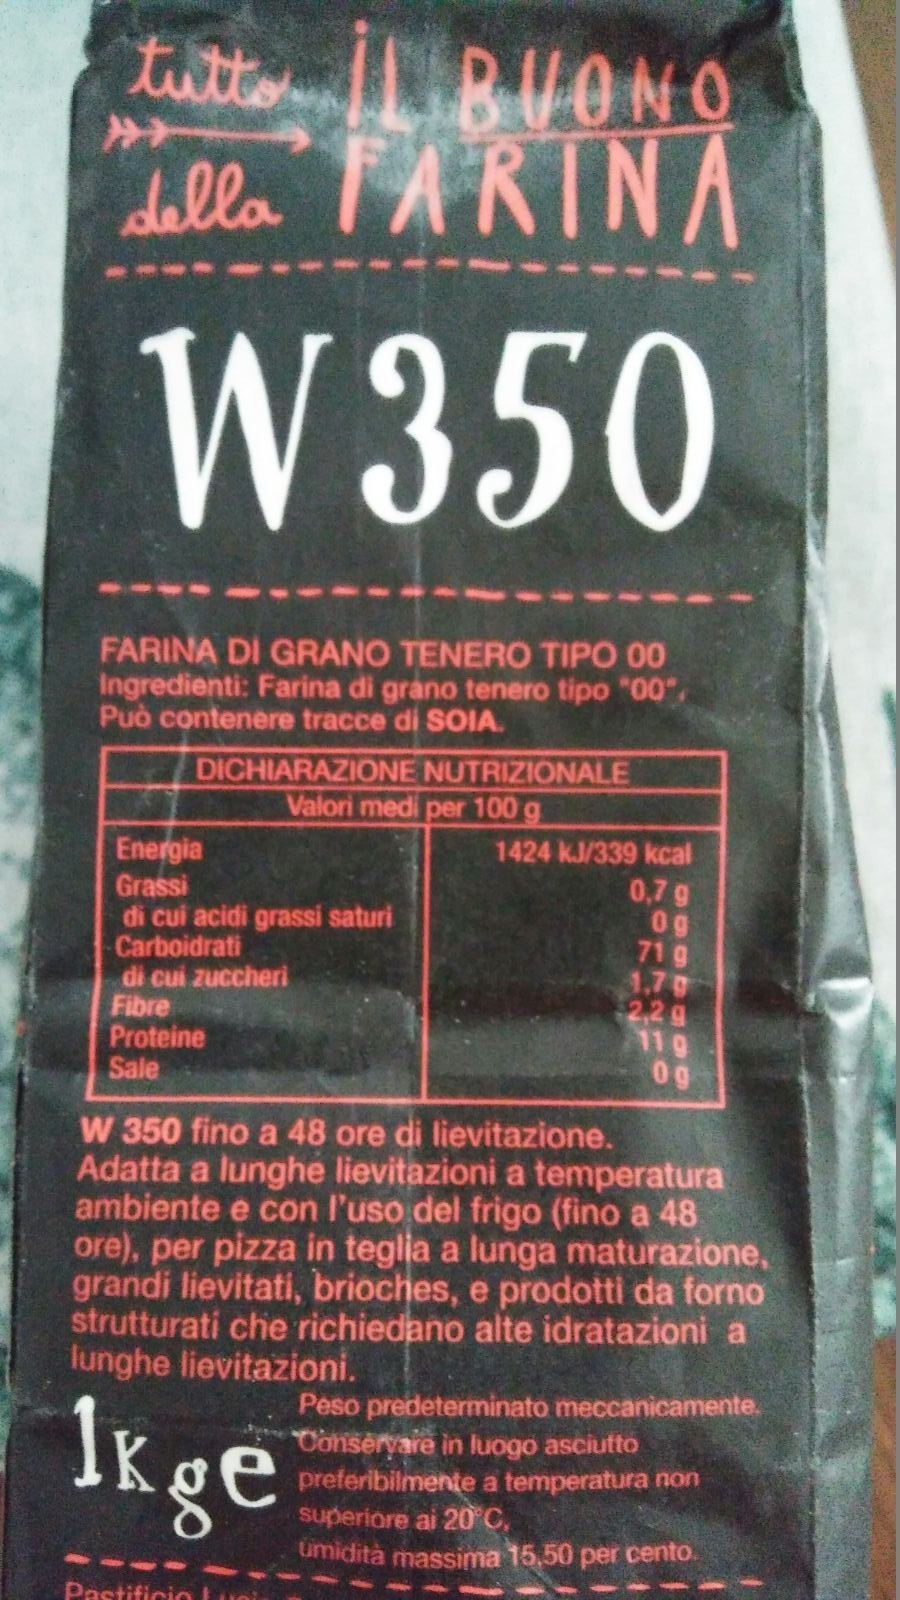 tutto IL BUONO
della FARINA
W350
FARINA DI GRANO TENERO TIPO 00
Ingredienti: Farina di grano tenero tipo "00",
Può contenere tracce di SOIA.
DICHIARAZIONE NUTRIZIONALE
Valori medi per 100 g
Energia 1424 kJ/339 kcal
Grassi 0,7 g
di cui acidi grassi saturi 0 g
Carboidrati 71 g
di cui zuccheri 1,7 g
Fibre 2,2 g
Proteine 11 g
Sale 0 g
W 350 fino a 48 ore di lievitazione.
Adatta a lunghe lievitazioni a temperatura
ambiente e con l'uso del frigo (fino a 48
ore), per pizza in teglia a lunga maturazione,
grandi lievitati, brioches, e prodotti da forno
strutturati che richiedano alte idratazioni a
lunghe lievitazioni.
1kg e
Peso predeterminato meccanicamente.
Conservare in luogo asciutto
preferibilmente a temperatura non
superiore ai 20°C,
umidità massima 15,50 per cento.
Pastificio